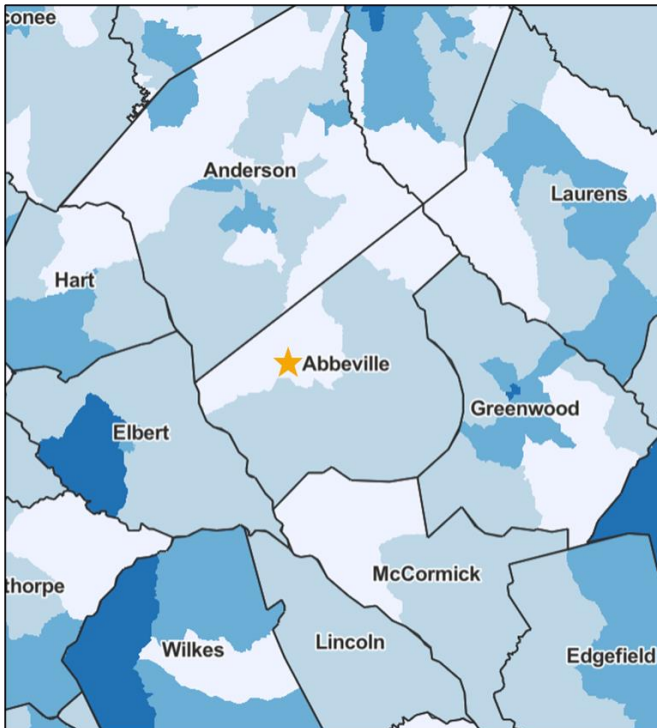 conee
Anderson
Laurens
Hart
Abbeville
Greenwood
Elbert
McCormick
thorpe
Lincoln
Wilkes
Edgefield